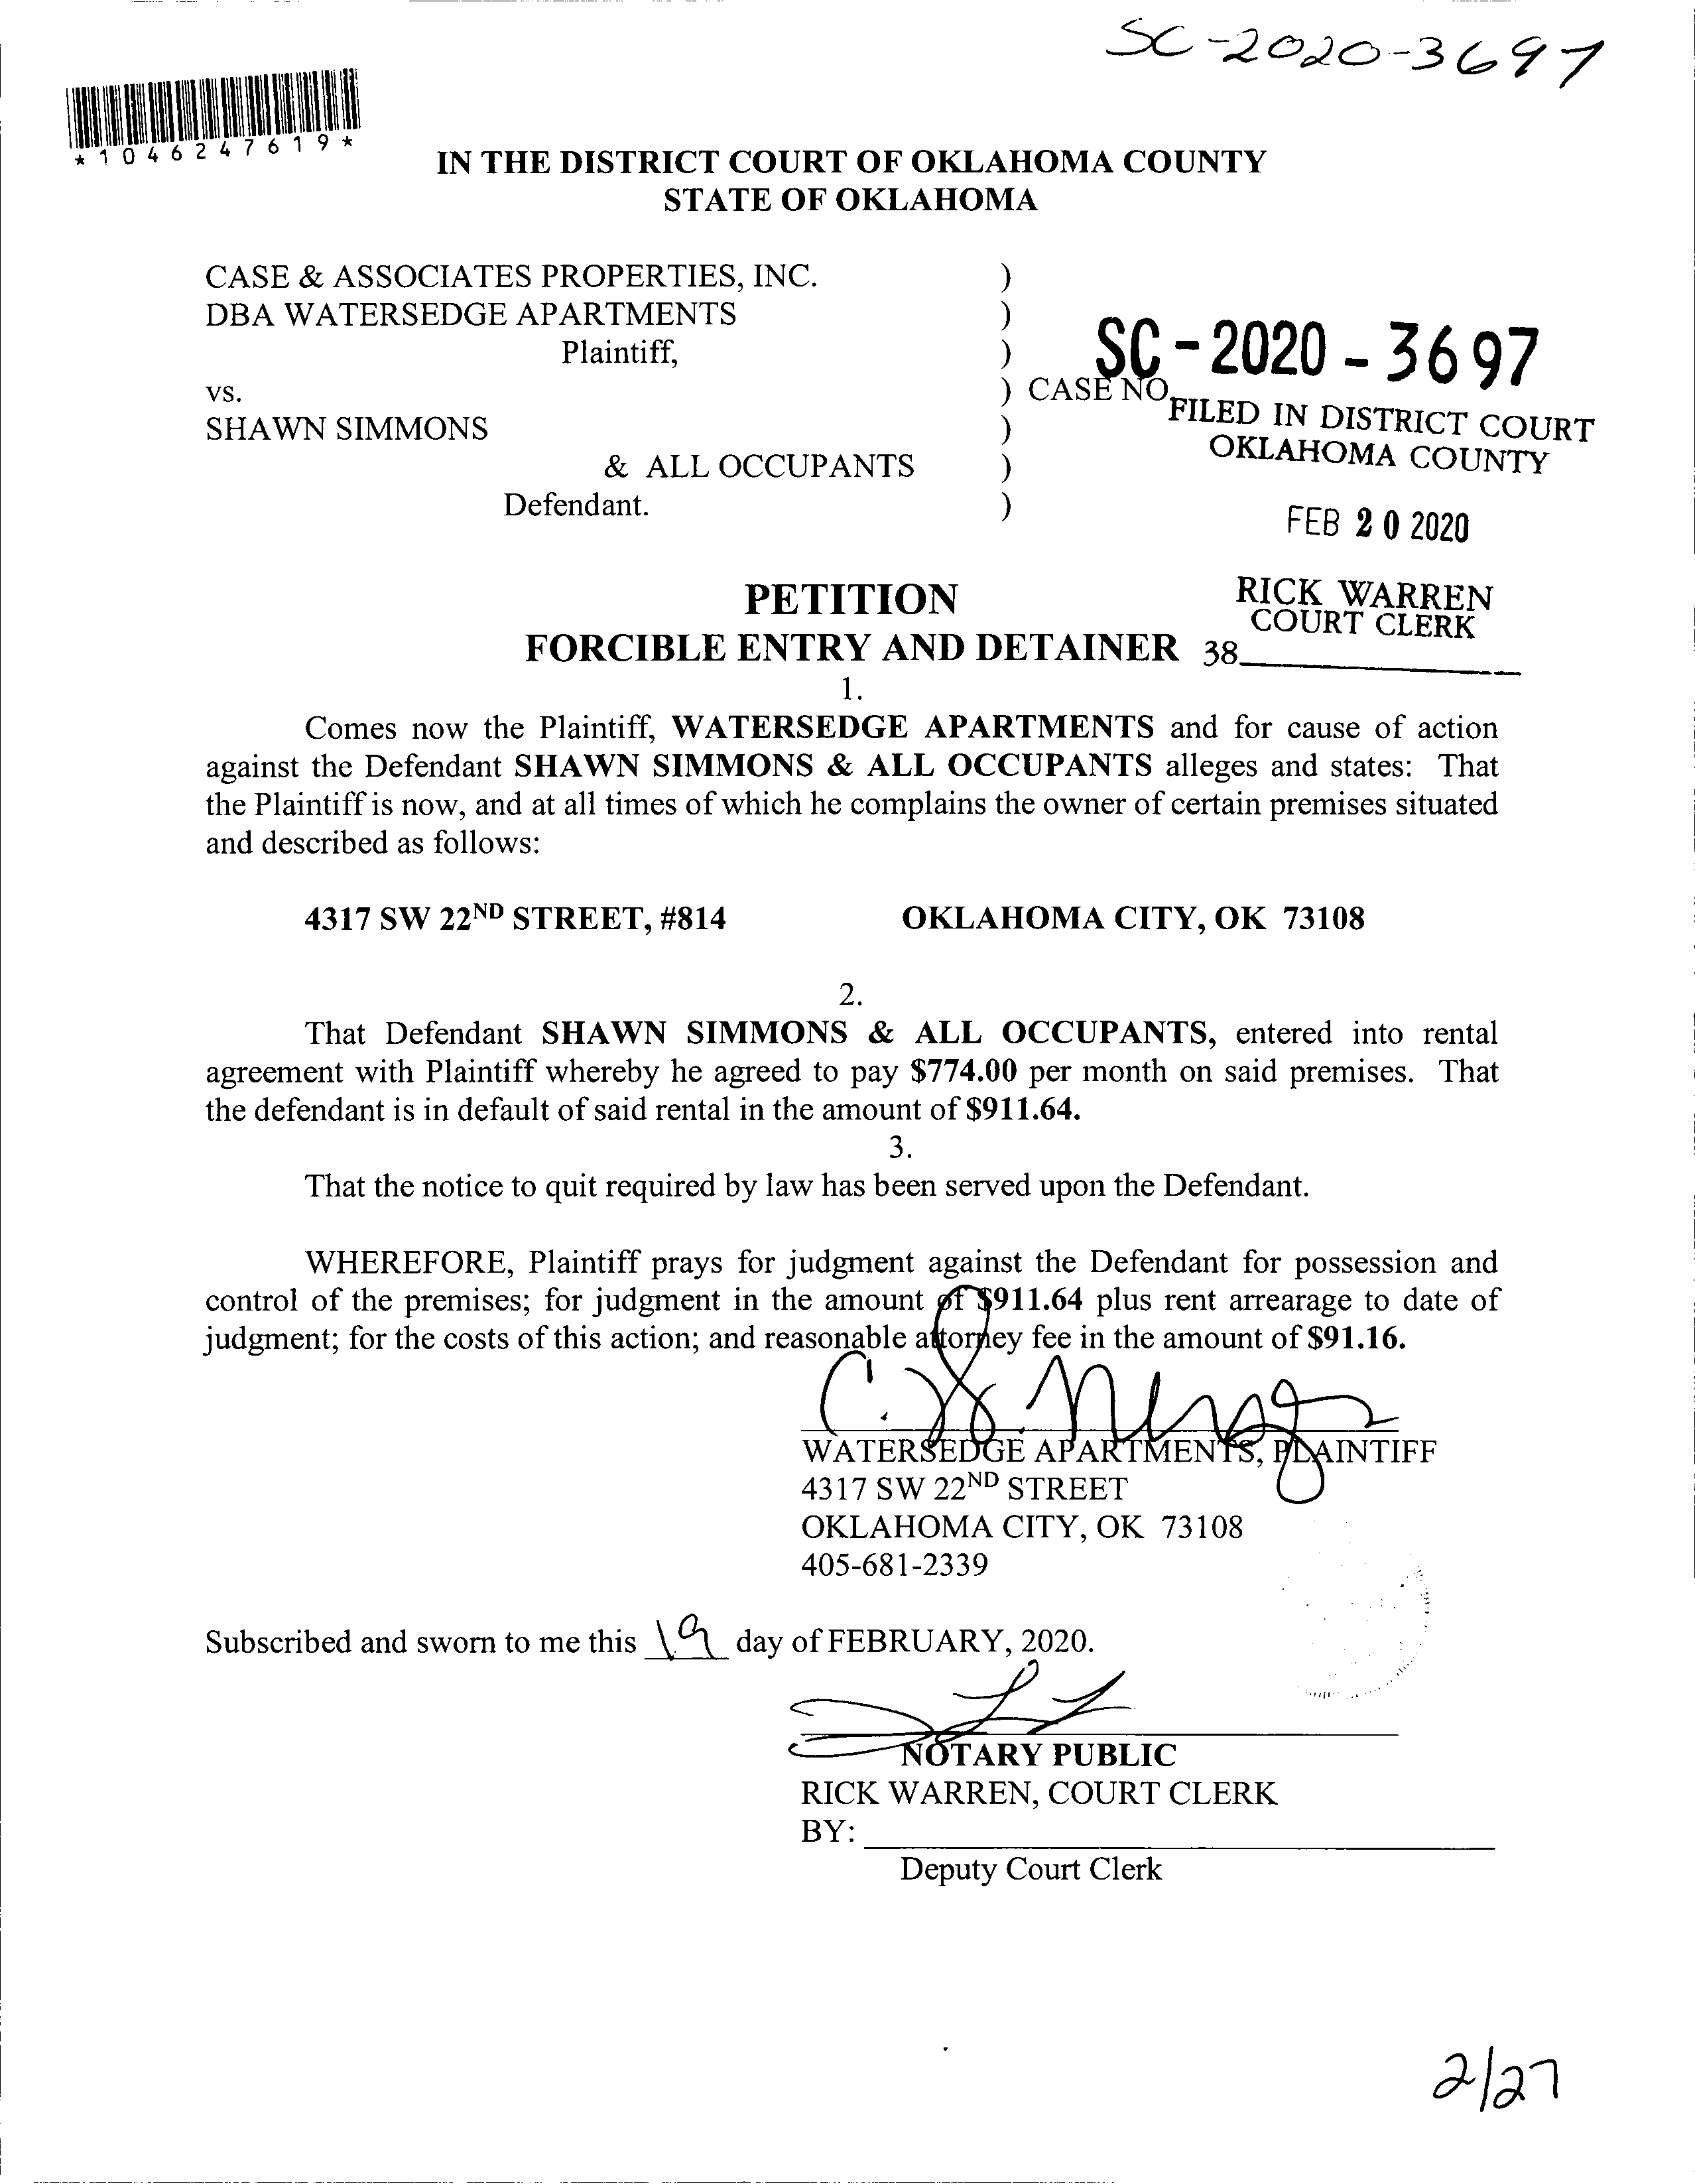 SC-2020-3697
*1046247619*
IN THE DISTRICT COURT OF OKLAHOMA COUNTY
STATE OF OKLAHOMA
CASE & ASSOCIATES PROPERTIES, INC. )
DBA WATERSEDGE APARTMENTS )
Plaintiff, )
SC-2020-3697
vs. ) CASE NO.
FILED IN DISTRICT COURT
SHAWN SIMMONS )
OKLAHOMA COUNTY
& ALL OCCUPANTS )
Defendant. )
FEB 20 2020
PETITION
RICK WARREN
COURT CLERK
FORCIBLE ENTRY AND DETAINER
38
1.
Comes now the Plaintiff, WATERSEDGE APARTMENTS and for cause of action
against the Defendant SHAWN SIMMONS & ALL OCCUPANTS alleges and states: That
the Plaintiff is now, and at all times of which he complains the owner of certain premises situated
and described as follows:
4317 SW 22ND STREET, #814 OKLAHOMA CITY, OK 73108
2.
That Defendant SHAWN SIMMONS & ALL OCCUPANTS, entered into rental
agreement with Plaintiff whereby he agreed to pay $774.00 per month on said premises. That
the defendant is in default of said rental in the amount of $911.64.
3.
That the notice to quit required by law has been served upon the Defendant.
WHEREFORE, Plaintiff prays for judgment against the Defendant for possession and
control of the premises; for judgment in the amount of $911.64 plus rent arrearage to date of
judgment; for the costs of this action; and reasonable attorney fee in the amount of $91.16.
WATERSEDGE APARTMENTS, PLAINTIFF
4317 SW 22ND STREET
OKLAHOMA CITY, OK 73108
405-681-2339
Subscribed and sworn to me this 19 day of FEBRUARY, 2020.
NOTARY PUBLIC
RICK WARREN, COURT CLERK
BY:
Deputy Court Clerk
2/27